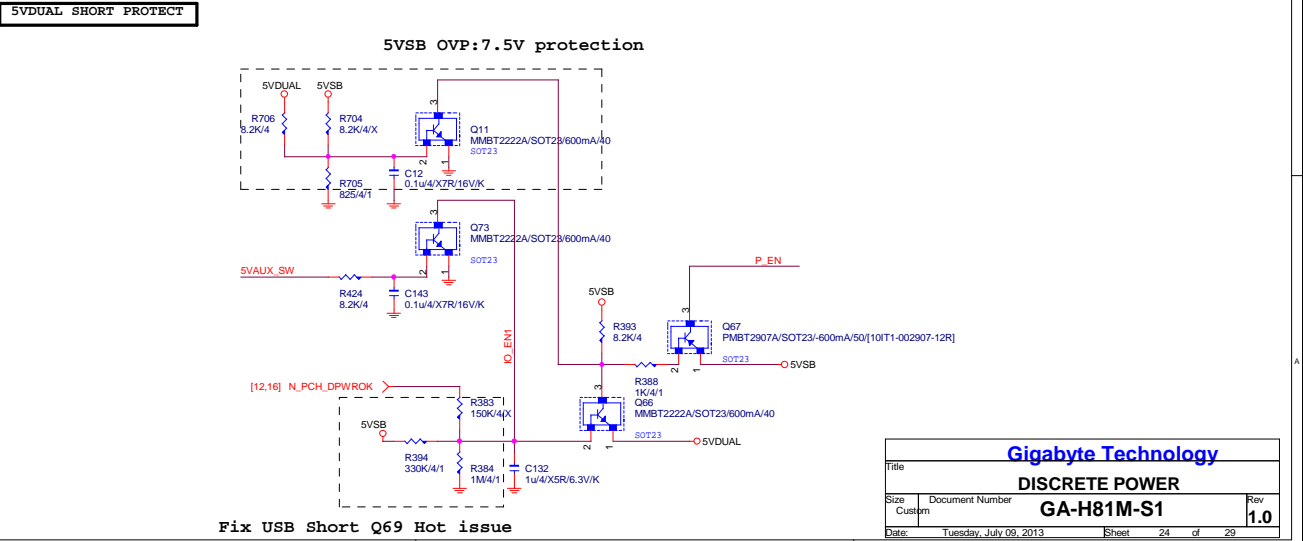 5VDUAL SHORT PROTECT
5VSB OVP:7.5V protection
5VDUAL
5VSB
R706
8.2K/4
R704
8.2K/4/X
3
Q11
MMBT2222A/SOT23/600mA/40
SOT23
2
1
C12
0.1u/4/X7R/16V/K
R705
825/4/1
3
Q73
MMBT2222A/SOT23/600mA/40
SOT23
2
1
5VAUX_SW
R424
8.2K/4
C143
0.1u/4/X7R/16V/K
P_EN
5VSB
R393
8.2K/4
3
Q67
PMBT2907A/SOT23/-600mA/50/[10IT1-002907-12R]
SOT23
2
1
5VSB
IO_EN1
R388
1K/4/1
[12,16] N_PCH_DPWROK
R383
150K/4/X
3
Q66
MMBT2222A/SOT23/600mA/40
SOT23
2
1
5VDUAL
5VSB
R394
330K/4/1
R384
1M/4/1
C132
1u/4/X5R/6.3V/K
Fix USB Short Q69 Hot issue
A
Gigabyte Technology
Title
DISCRETE POWER
Size
Custom
Document Number
GA-H81M-S1
Rev
1.0
Date: Tuesday, July 09, 2013 Sheet 24 of 29